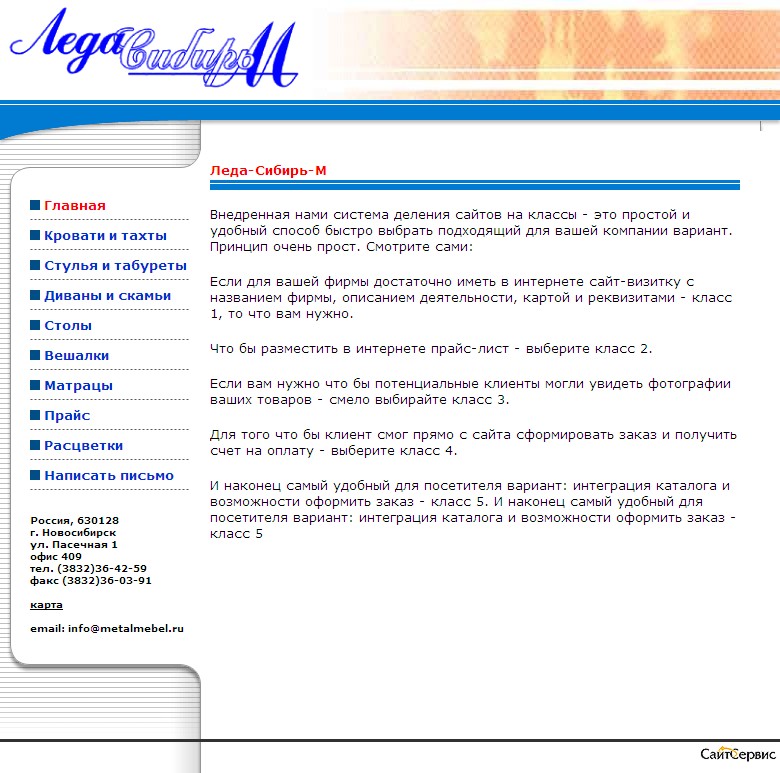 Леда Сибирь М
Леда-Сибирь-М
Главная
Кровати и тахты
Стулья и табуреты
Диваны и скамьи
Столы
Вешалки
Матрацы
Прайс
Расцветки
Написать письмо
Россия, 630128
г. Новосибирск
ул. Пасечная 1
офис 409
тел. (3832)36-42-59
факс (3832)36-03-91
карта
email: info@metalmebel.ru
Внедренная нами система деления сайтов на классы - это простой и
удобный способ быстро выбрать подходящий для вашей компании вариант.
Принцип очень прост. Смотрите сами:
Если для вашей фирмы достаточно иметь в интернете сайт-визитку с
названием фирмы, описанием деятельности, картой и реквизитами - класс
1, то что вам нужно.
Что бы разместить в интернете прайс-лист - выберите класс 2.
Если вам нужно что бы потенциальные клиенты могли увидеть фотографии
ваших товаров - смело выбирайте класс 3.
Для того что бы клиент смог прямо с сайта сформировать заказ и получить
счет на оплату - выберите класс 4.
И наконец самый удобный для посетителя вариант: интеграция каталога и
возможности оформить заказ - класс 5. И наконец самый удобный для
посетителя вариант: интеграция каталога и возможности оформить заказ -
класс 5
СайтСервис